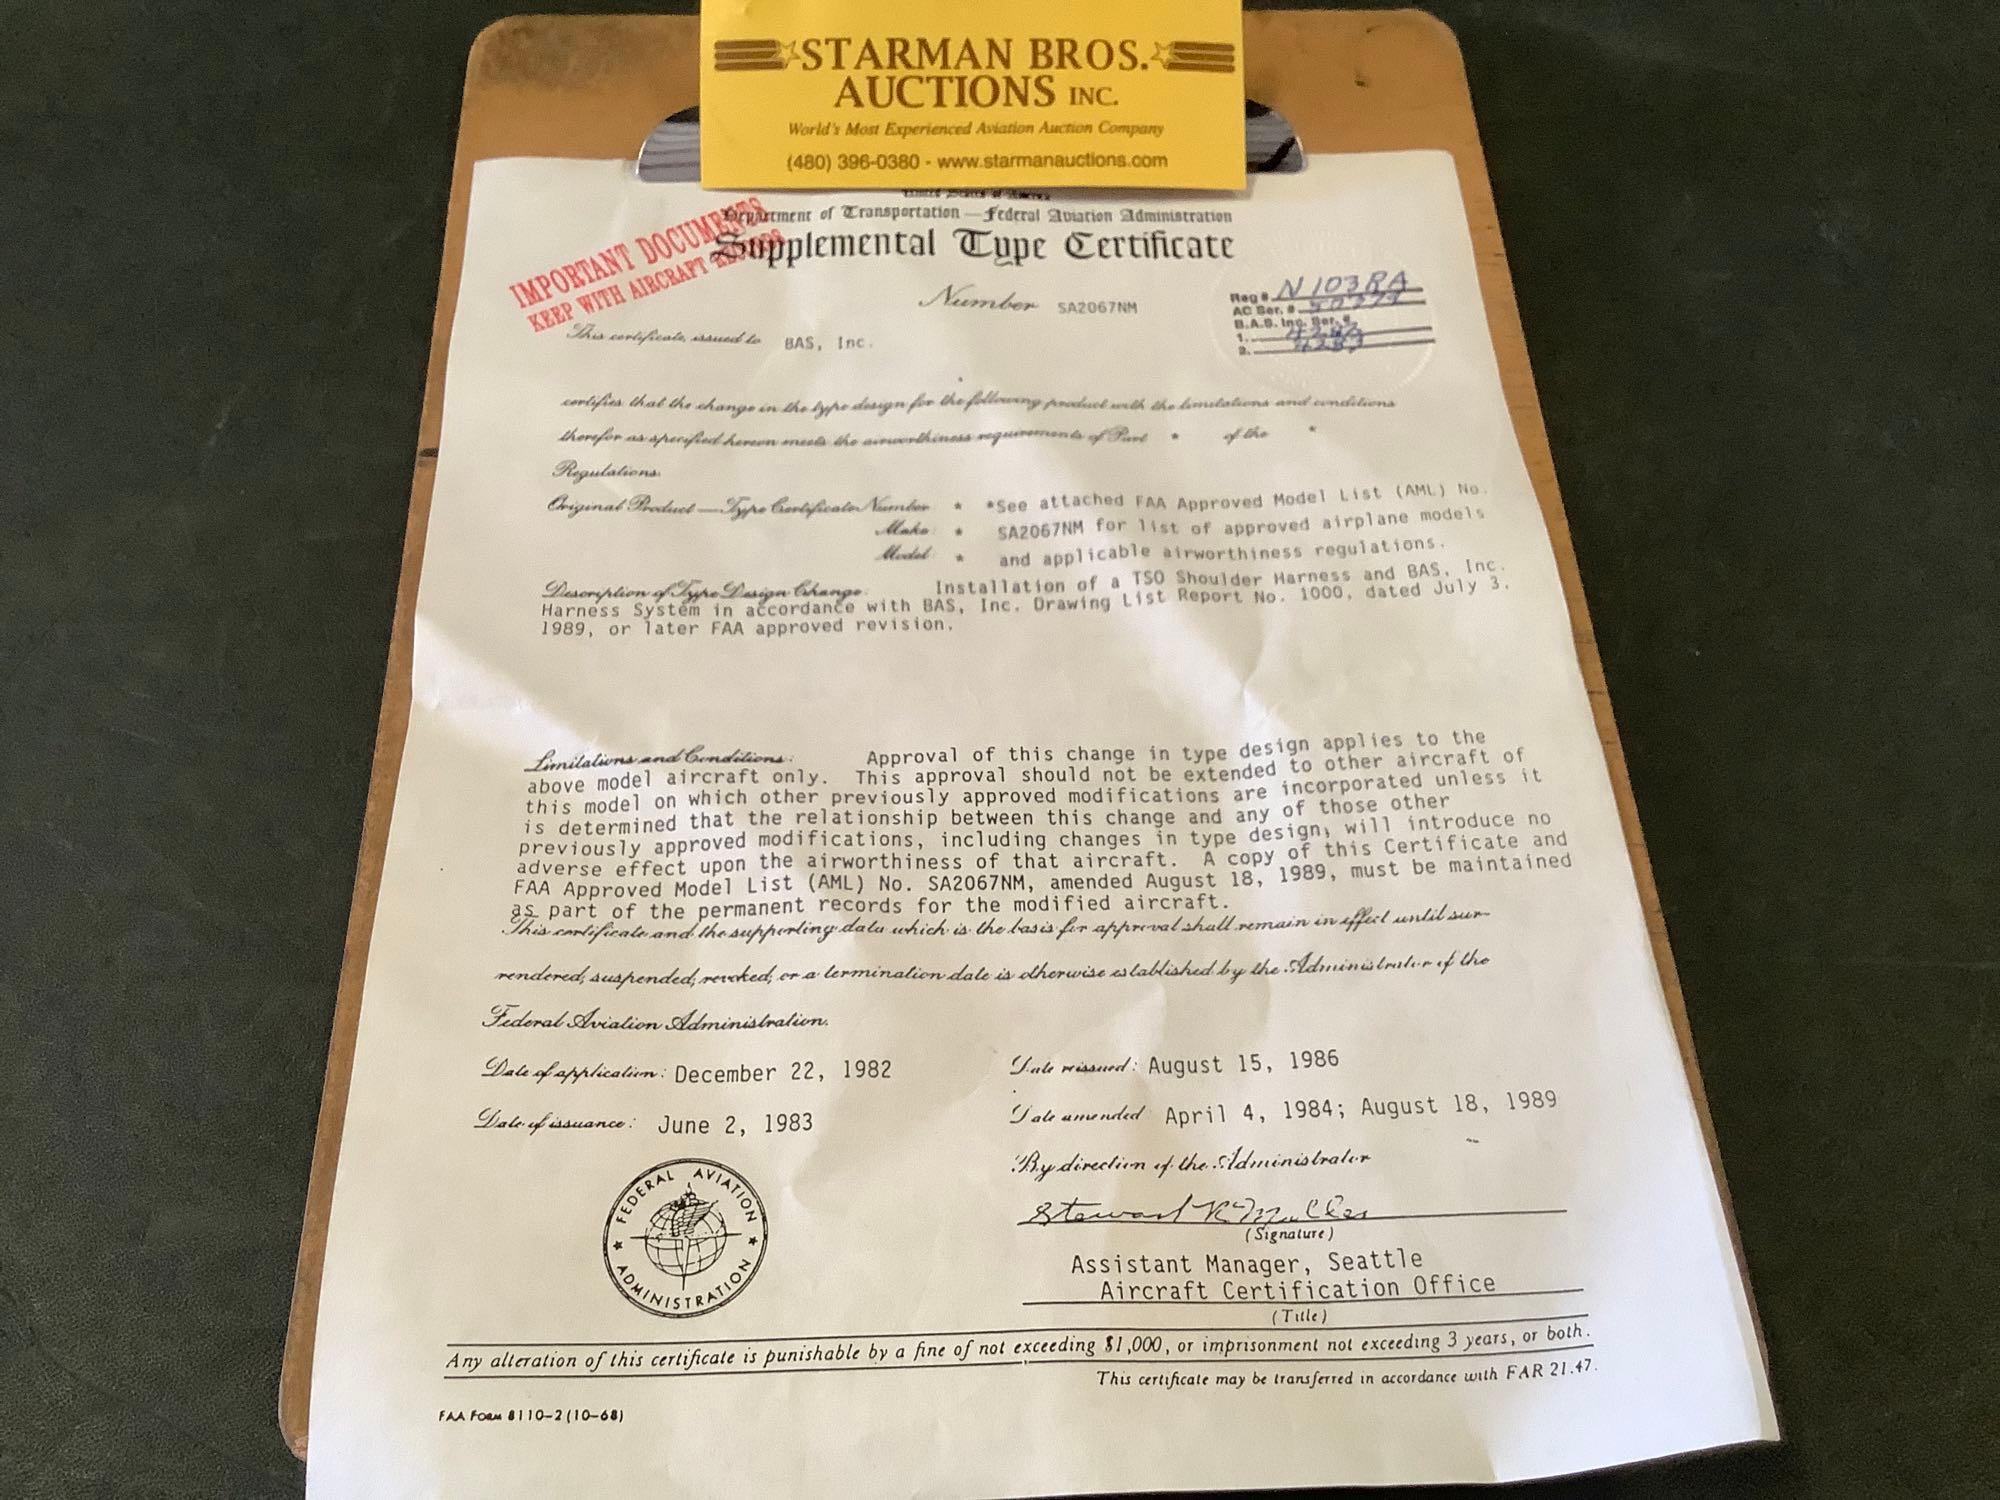 STARMAN BROS.
AUCTIONS INC.
World's Most Experienced Aviation Auction Company
(480) 396-0380 - www.starmanauctions.com
United States of America
Department of Transportation — Federal Aviation Administration
Supplemental Type Certificate
IMPORTANT DOCUMENTS
KEEP WITH AIRCRAFT RECORDS
Number SA2067NM
Reg # N103RA
AC Ser. #
B.A.S. Inc. Ser. #
1.
2.
This certificate, issued to BAS, Inc.
certifies that the change in the type design for the following product with the limitations and conditions
therefor as specified hereon meets the airworthiness requirements of Part * of the *
Regulations.
Original Product — Type Certificate Number * *See attached FAA Approved Model List (AML) No.
Make * SA2067NM for list of approved airplane models
Model * and applicable airworthiness regulations.
Description of Type Design Change: Installation of a TSO Shoulder Harness and BAS, Inc.
Harness System in accordance with BAS, Inc. Drawing List Report No. 1000, dated July 3,
1989, or later FAA approved revision.
Limitations and Conditions: Approval of this change in type design applies to the
above model aircraft only. This approval should not be extended to other aircraft of
this model on which other previously approved modifications are incorporated unless it
is determined that the relationship between this change and any of those other
previously approved modifications, including changes in type design, will introduce no
adverse effect upon the airworthiness of that aircraft. A copy of this Certificate and
FAA Approved Model List (AML) No. SA2067NM, amended August 18, 1989, must be maintained
as part of the permanent records for the modified aircraft.
This certificate and the supporting data which is the basis for approval shall remain in effect until sur-
rendered, suspended, revoked, or a termination date is otherwise established by the Administrator of the
Federal Aviation Administration.
Date of application: December 22, 1982
Date reissued: August 15, 1986
Date of issuance: June 2, 1983
Date amended April 4, 1984; August 18, 1989
By direction of the Administrator
FEDERAL AVIATION
ADMINISTRATION
(Signature)
Assistant Manager, Seattle
Aircraft Certification Office
(Title)
Any alteration of this certificate is punishable by a fine of not exceeding $1,000, or imprisonment not exceeding 3 years, or both.
This certificate may be transferred in accordance with FAR 21.47.
FAA FORM 8110-2 (10-68)